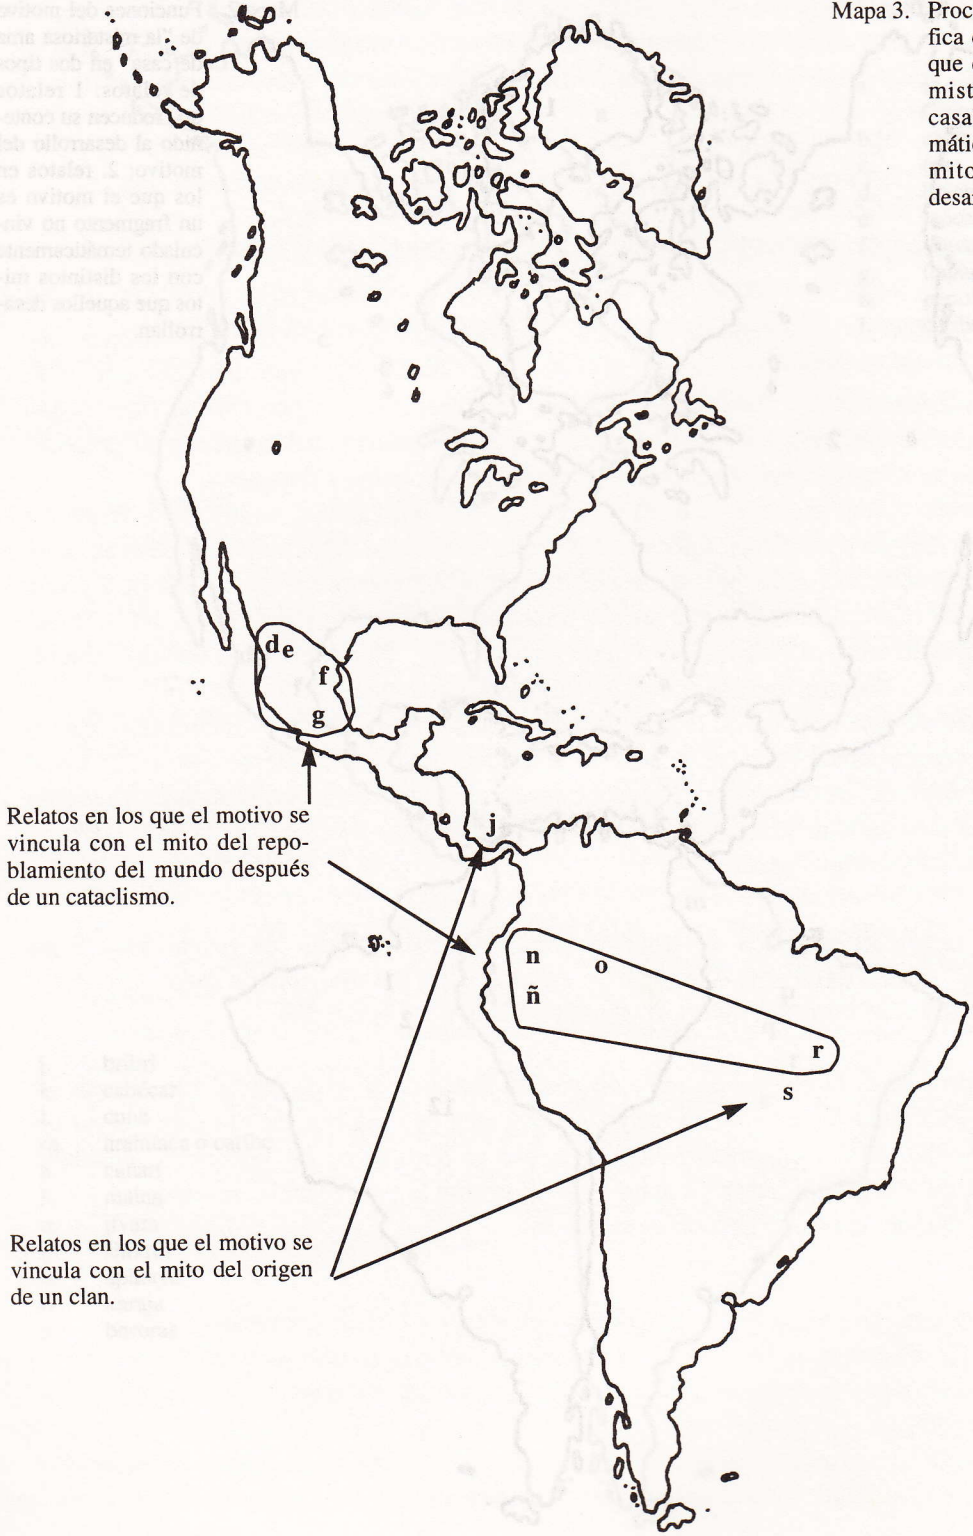 Mapa 3. Proc
fica
que
mist
casa
mátic
mito
desar
d e
f
g
Relatos en los que el motivo se
vincula con el mito del repo-
blamiento del mundo después
de un cataclismo.
j
n
o
ñ
r
s
Relatos en los que el motivo se
vincula con el mito del origen
de un clan.